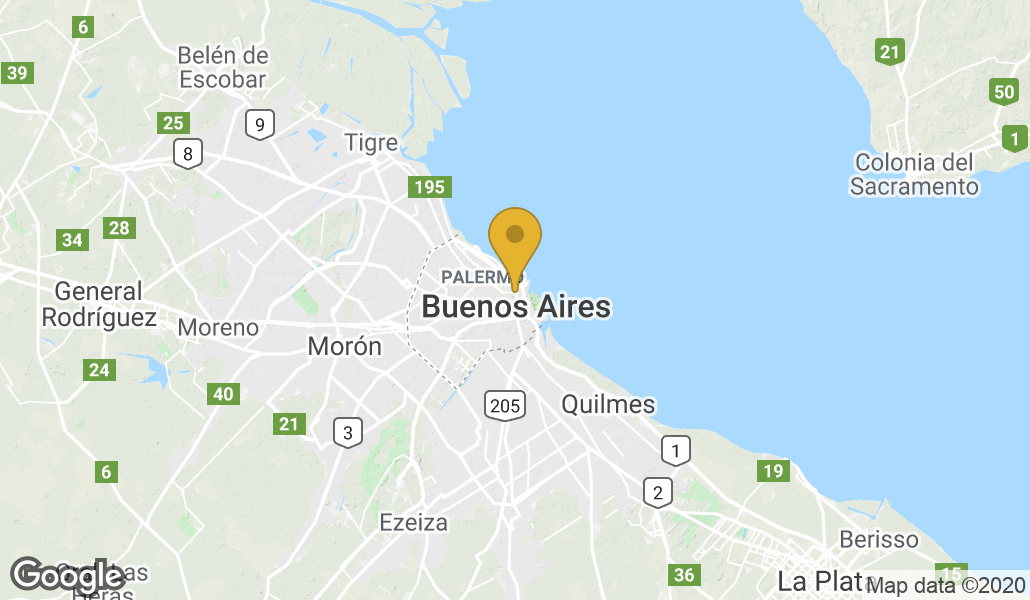 6
Belén de
Escobar
21
39
50
25
9
1
8
Tigre
Colonia del
Sacramento
195
28
34
PALERMO
General
Rodríguez
Buenos Aires
Moreno
Morón
24
40
205
Quilmes
21
3
1
6
19
2
Ezeiza
Berisso
Google
Las
Heras
36
La Plat
15
Map data ©2020